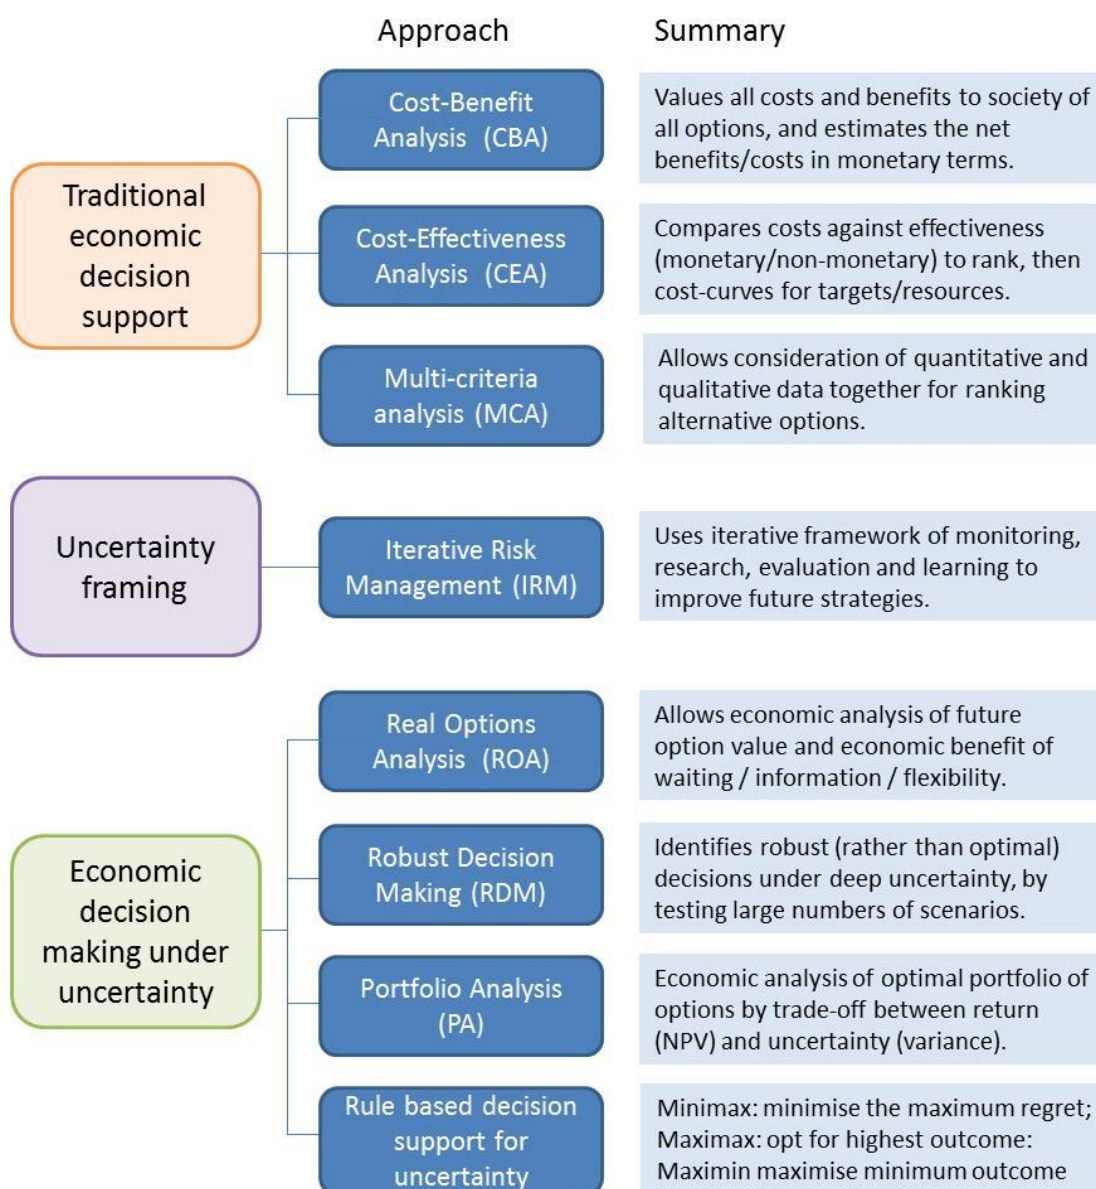 Approach
Summary
Traditional
economic
decision
support
Cost-Benefit
Analysis (CBA)
Values all costs and benefits to society of
all options, and estimates the net
benefits/costs in monetary terms.
Cost-Effectiveness
Analysis (CEA)
Compares costs against effectiveness
(monetary/non-monetary) to rank, then
cost-curves for targets/resources.
Multi-criteria
analysis (MCA)
Allows consideration of quantitative and
qualitative data together for ranking
alternative options.
Uncertainty
framing
Iterative Risk
Management (IRM)
Uses iterative framework of monitoring,
research, evaluation and learning to
improve future strategies.
Economic
decision
making under
uncertainty
Real Options
Analysis (ROA)
Allows economic analysis of future
option value and economic benefit of
waiting / information / flexibility.
Robust Decision
Making (RDM)
Identifies robust (rather than optimal)
decisions under deep uncertainty, by
testing large numbers of scenarios.
Portfolio Analysis
(PA)
Economic analysis of optimal portfolio of
options by trade-off between return
(NPV) and uncertainty (variance).
Rule based decision
support for
uncertainty
Minimax: minimise the maximum regret;
Maximax: opt for highest outcome:
Maximin maximise minimum outcome